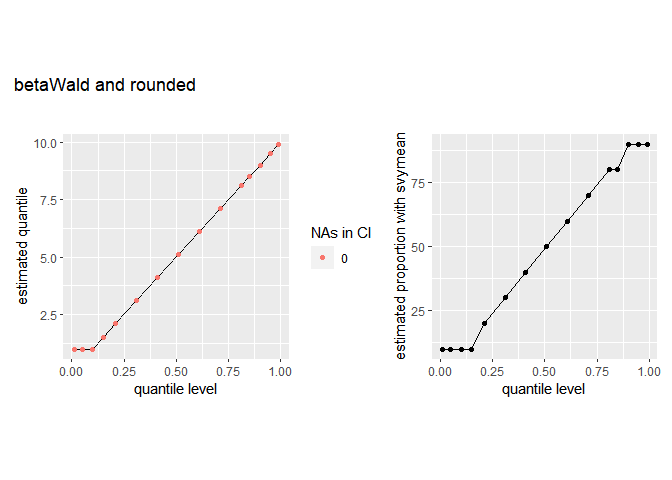 betaWald and rounded
10.0
7.5
5.0
2.5
estimated quantile
0.00 0.25 0.50 0.75 1.00
quantile level
NAs in CI
0
75
50
25
estimated proportion with svymean
0.00 0.25 0.50 0.75 1.00
quantile level